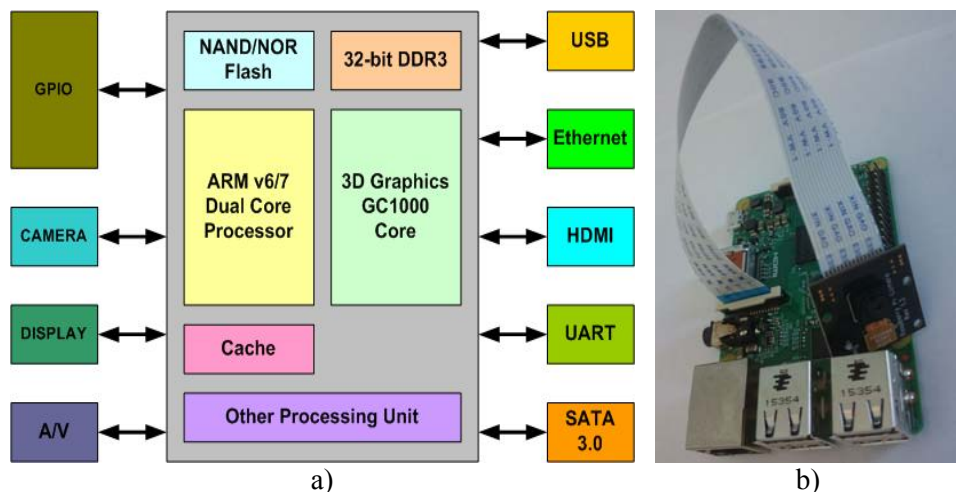 GPIO
CAMERA
DISPLAY
A/V
NAND/NOR
Flash
32-bit DDR3
ARM v6/7
Dual Core
Processor
3D Graphics
GC1000
Core
Cache
Other Processing Unit
USB
Ethernet
HDMI
UART
SATA
3.0
15354
15354
a)
b)